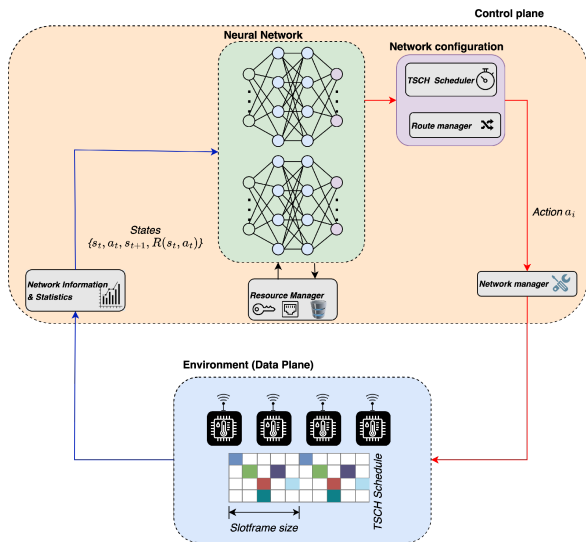 Control plane
Neural Network
Network configuration
TSCH Scheduler
Route manager
States
{s_t, a_t, s_{t+1}, R(s_t, a_t)}
Action a_i
Network Information
& Statistics
Resource Manager
Network manager
Environment (Data Plane)
TSCH Schedule
Slotframe size